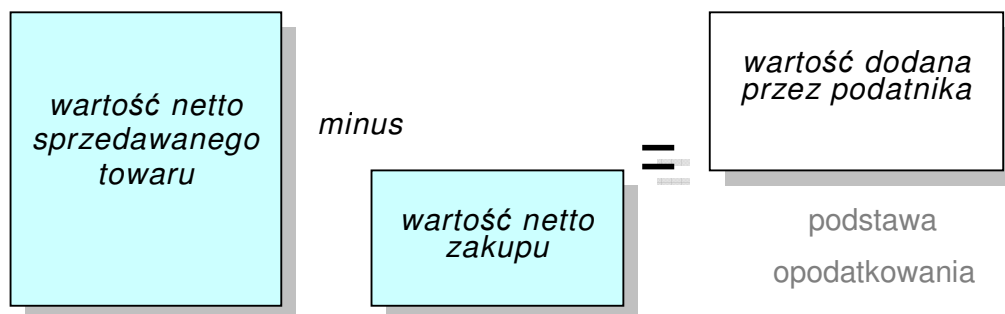 wartość netto
sprzedawanego
towaru
minus
wartość netto
zakupu
=
wartość dodana
przez podatnika
podstawa
opodatkowania